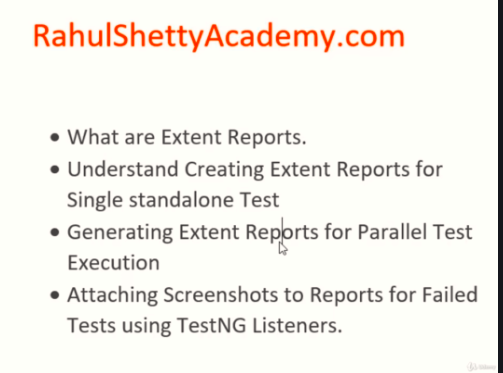 RahulShettyAcademy.com
• What are Extent Reports.
• Understand Creating Extent Reports for
Single standalone Test
• Generating Extent Reports for Parallel Test
Execution
• Attaching Screenshots to Reports for Failed
Tests using TestNG Listeners.
Udemy